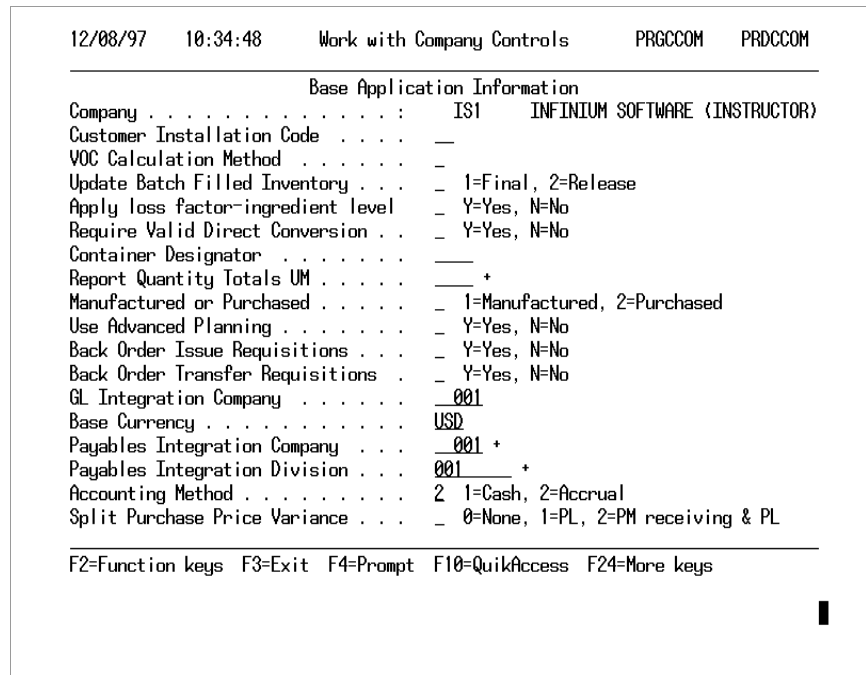 12/08/97 10:34:48 Work with Company Controls PRGCCOM PRDCCOM
Base Application Information
Company . . . . . . . . . . . . . . : IS1 INFINIUM SOFTWARE (INSTRUCTOR)
Customer Installation Code . . . . __
VOC Calculation Method . . . . . . _
Update Batch Filled Inventory . . . _ 1=Final, 2=Release
Apply loss factor-ingredient level _ Y=Yes, N=No
Require Valid Direct Conversion . . _ Y=Yes, N=No
Container Designator . . . . . . . ____
Report Quantity Totals UM . . . . . ____ +
Manufactured or Purchased . . . . . _ 1=Manufactured, 2=Purchased
Use Advanced Planning . . . . . . . _ Y=Yes, N=No
Back Order Issue Requisitions . . . _ Y=Yes, N=No
Back Order Transfer Requisitions . _ Y=Yes, N=No
GL Integration Company . . . . . . 001
Base Currency . . . . . . . . . . . USD
Payables Integration Company . . . 001 +
Payables Integration Division . . . 001 +
Accounting Method . . . . . . . . . 2 1=Cash, 2=Accrual
Split Purchase Price Variance . . . _ 0=None, 1=PL, 2=PM receiving & PL
F2=Function keys F3=Exit F4=Prompt F10=QuikAccess F24=More keys